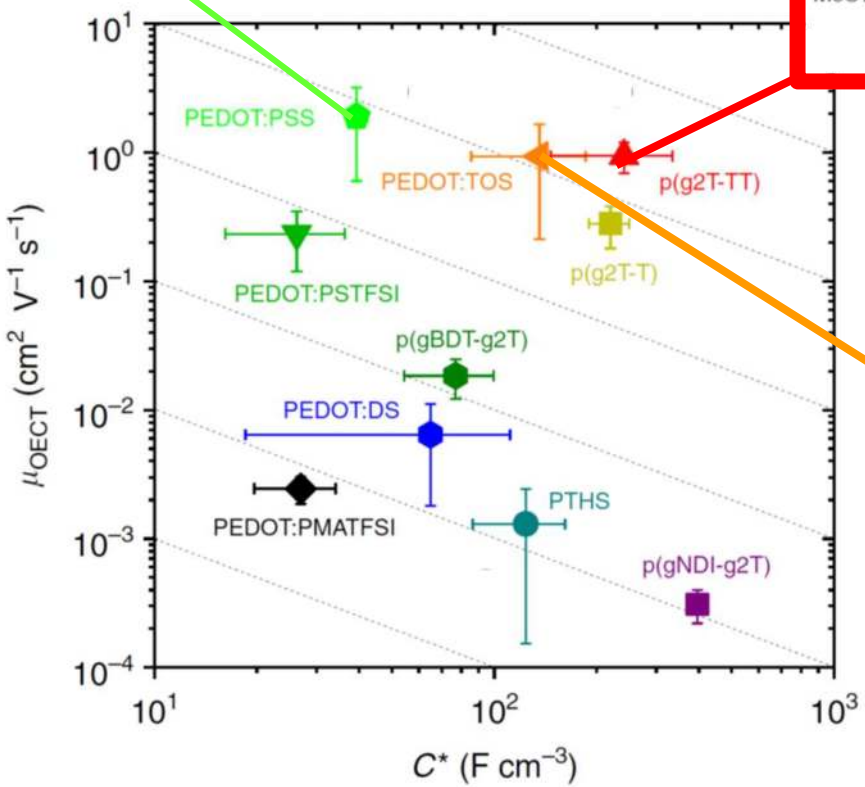 10¹
PEDOT:PSS
10⁰
PEDOT:TOS
p(g2T-TT)
p(g2T-T)
10⁻¹
PEDOT:PSTFSI
p(gBDT-g2T)
10⁻²
PEDOT:DS
PEDOT:PMATFSI
PTHS
10⁻³
p(gNDI-g2T)
10⁻⁴
μOECT (cm² V⁻¹ s⁻¹)
10¹ 10² 10³
C* (F cm⁻³)